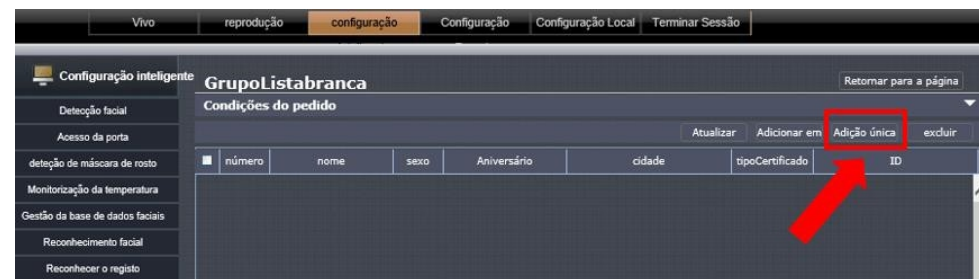 Vivo reprodução configuração Configuração Configuração Local Terminar Sessão
Configuração inteligente
GrupoListabranca
Retornar para a página
Detecção facial
Condições do pedido
Acesso da porta
Atualizar Adicionar em Adição única excluir
deteção de máscara de rosto
número nome sexo Aniversário cidade tipoCertificado ID
Monitorização da temperatura
Gestão da base de dados faciais
Reconhecimento facial
Reconhecer o registo